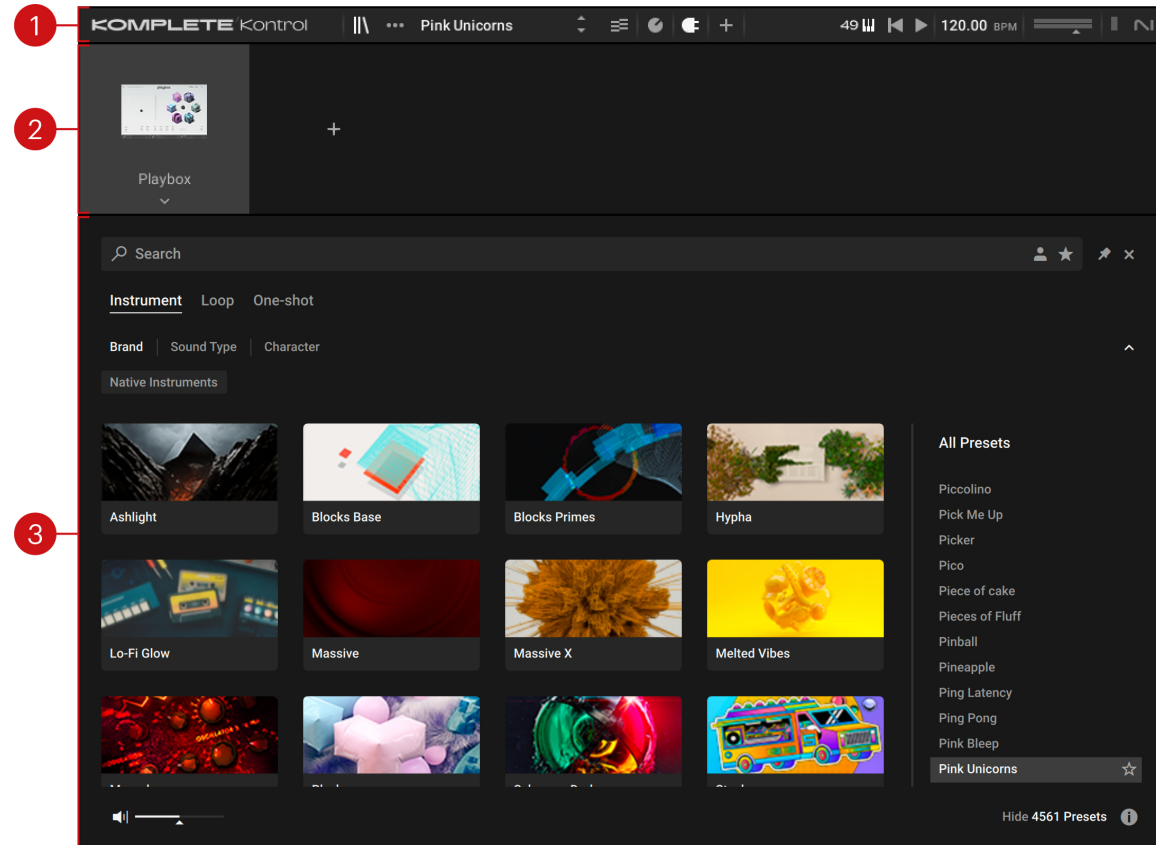 1
KOMPLETE Kontrol
Pink Unicorns
49
120.00 BPM
2
Playbox
3
Search
Instrument Loop One-shot
Brand Sound Type Character
Native Instruments
Ashlight
Blocks Base
Blocks Primes
Hypha
Lo-Fi Glow
Massive
Massive X
Melted Vibes
OSCILLATOR
All Presets
Piccolino
Pick Me Up
Picker
Pico
Piece of cake
Pieces of Fluff
Pinball
Pineapple
Ping Latency
Ping Pong
Pink Bleep
Pink Unicorns
Hide 4561 Presets